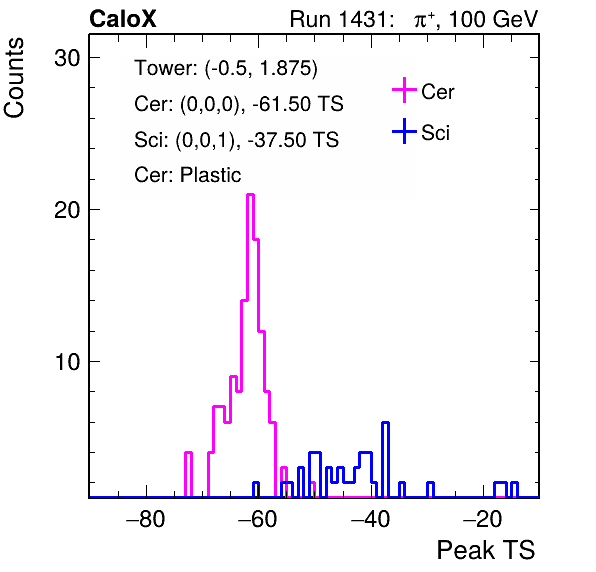 CaloX Run 1431: π⁺, 100 GeV
Counts
30
20
10
Tower: (-0.5, 1.875)
Cer: (0,0,0), -61.50 TS
Sci: (0,0,1), -37.50 TS
Cer: Plastic
Cer
Sci
−80 −60 −40 −20
Peak TS